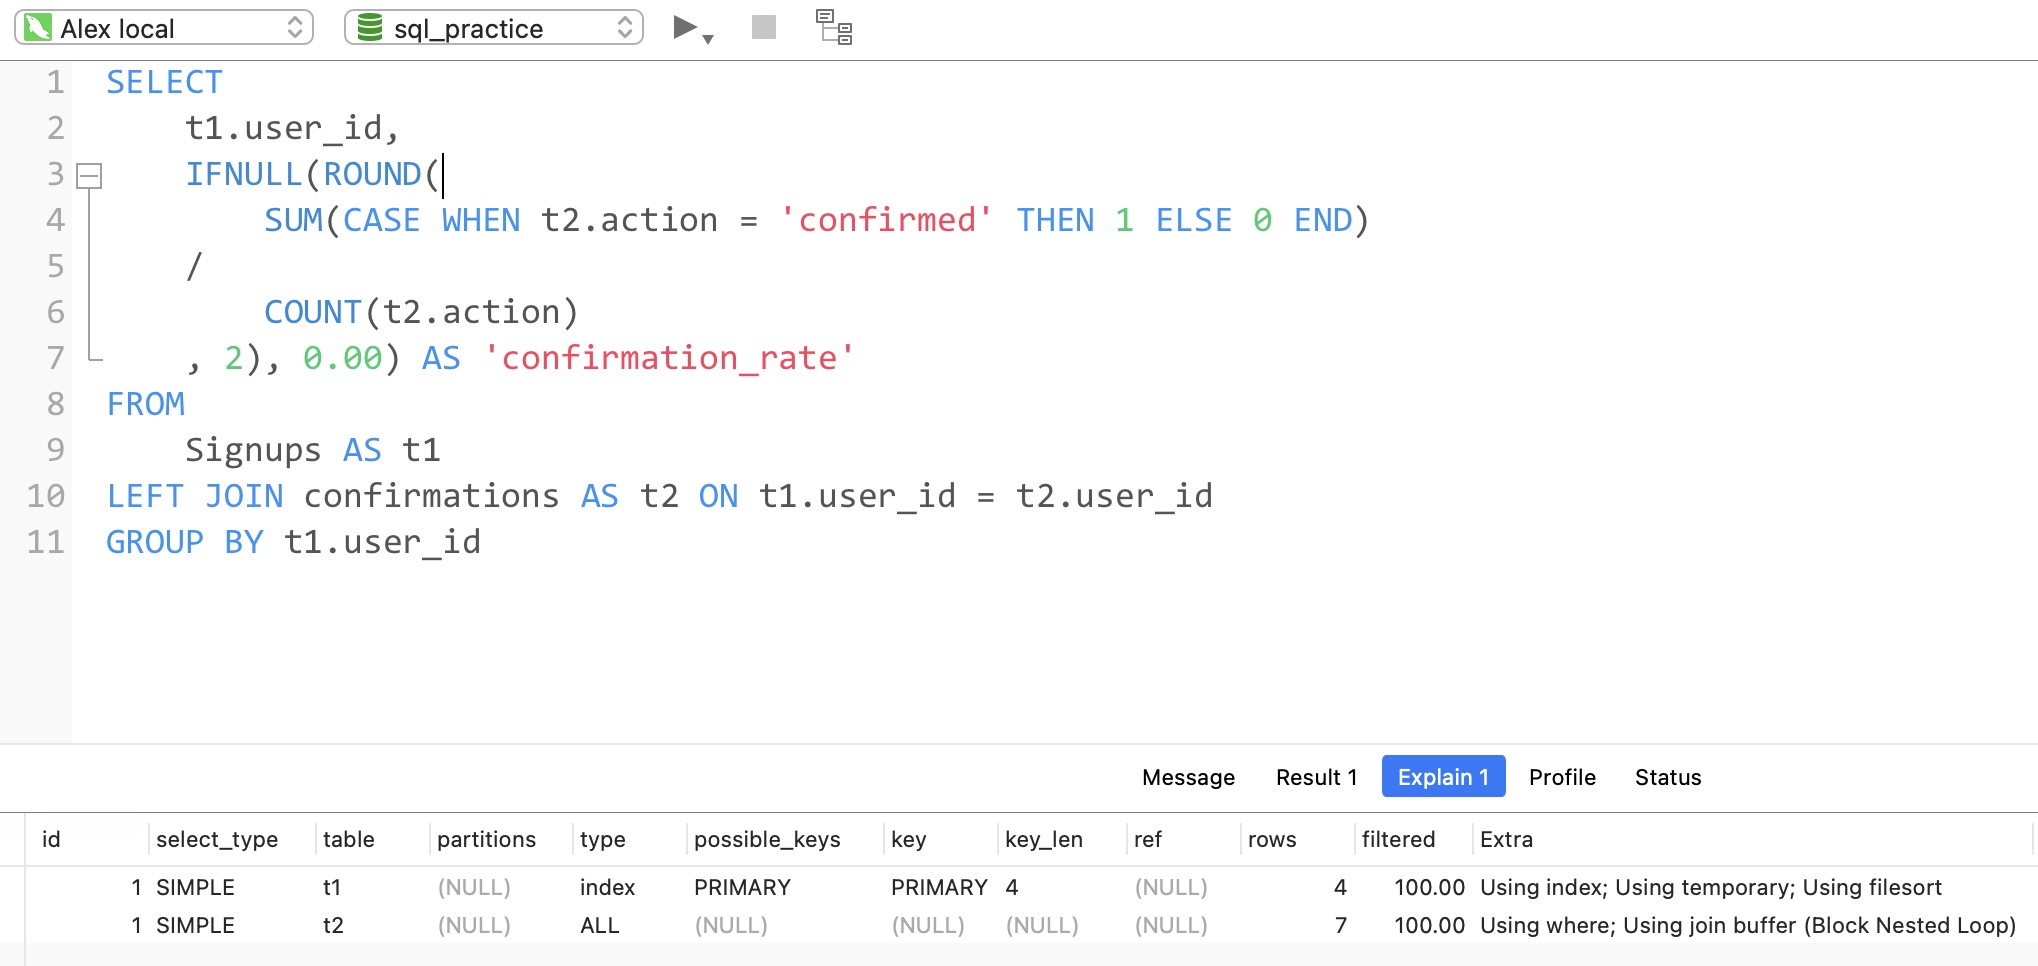 Alex local sql_practice
1 SELECT
2 t1.user_id,
3 IFNULL(ROUND(
4 SUM(CASE WHEN t2.action = 'confirmed' THEN 1 ELSE 0 END)
5 /
6 COUNT(t2.action)
7 , 2), 0.00) AS 'confirmation_rate'
8 FROM
9 Signups AS t1
10 LEFT JOIN confirmations AS t2 ON t1.user_id = t2.user_id
11 GROUP BY t1.user_id
Message Result 1 Explain 1 Profile Status
id select_type table partitions type possible_keys key key_len ref rows filtered Extra
1 SIMPLE t1 (NULL) index PRIMARY PRIMARY 4 (NULL) 4 100.00 Using index; Using temporary; Using filesort
1 SIMPLE t2 (NULL) ALL (NULL) (NULL) (NULL) (NULL) 7 100.00 Using where; Using join buffer (Block Nested Loop)